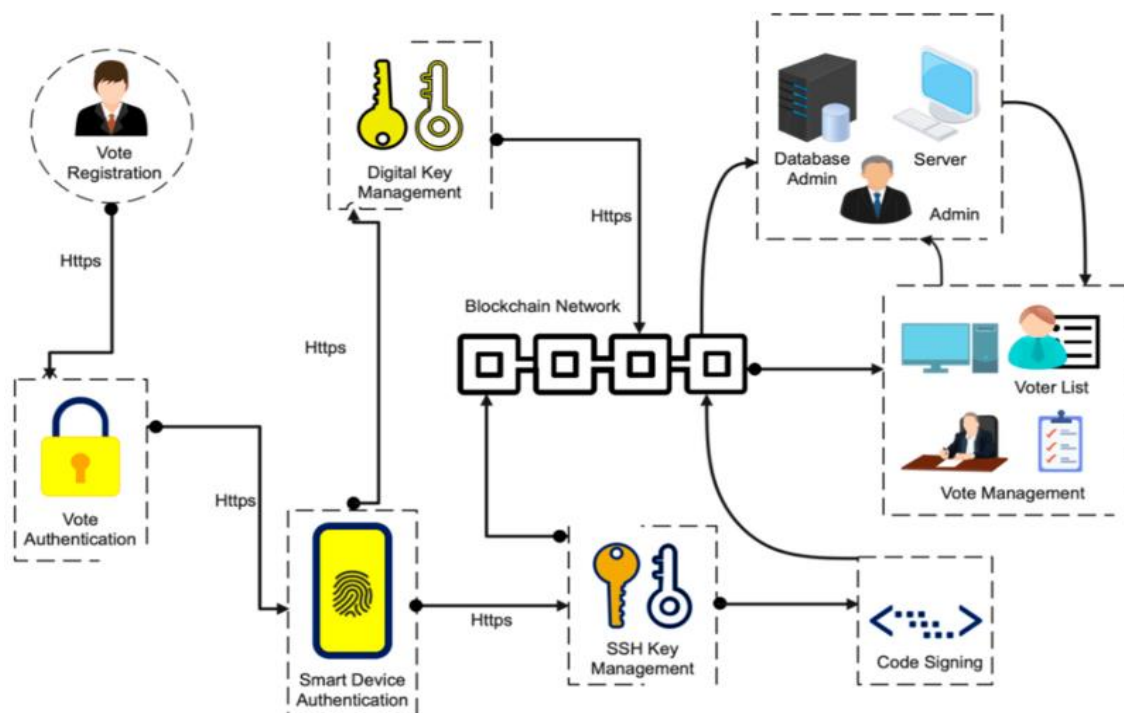 Vote
Registration
Https
Vote
Authentication
Https
Smart Device
Authentication
Https
Digital Key
Management
Https
Blockchain Network
Https
SSH Key
Management
Code Signing
Database
Admin
Server
Admin
Voter List
Vote Management